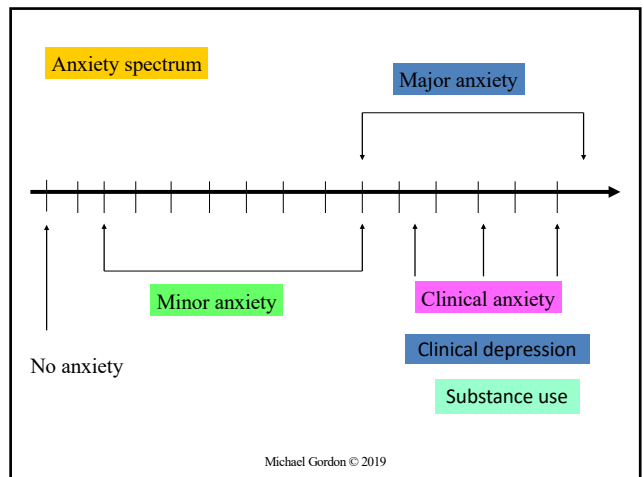 Anxiety spectrum
Major anxiety
Minor anxiety
Clinical anxiety
No anxiety
Clinical depression
Substance use
Michael Gordon © 2019